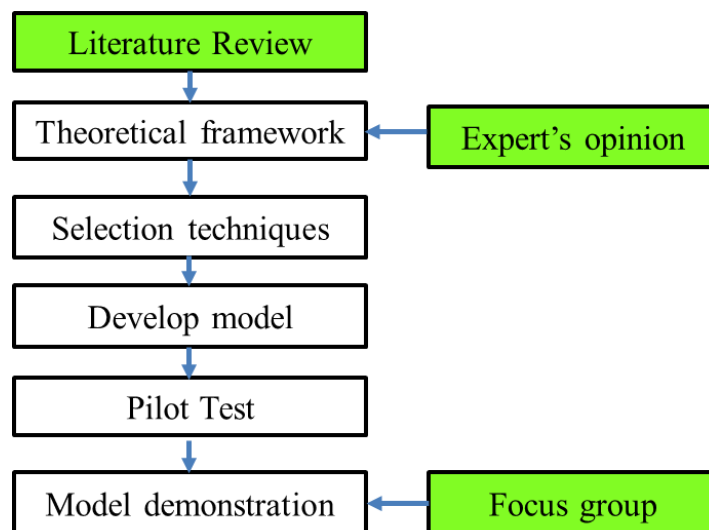 Literature Review
Theoretical framework
Expert’s opinion
Selection techniques
Develop model
Pilot Test
Model demonstration
Focus group